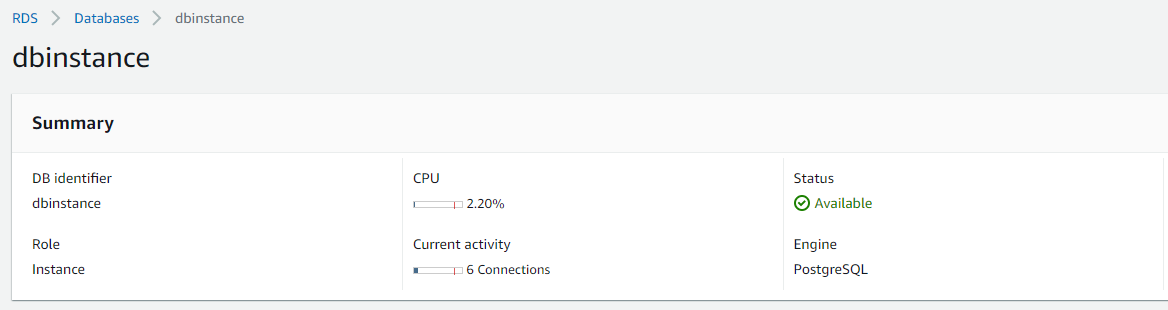 RDS Databases dbinstance
dbinstance
Summary
DB identifier
dbinstance
CPU
2.20%
Status
Available
Role
Instance
Current activity
6 Connections
Engine
PostgreSQL